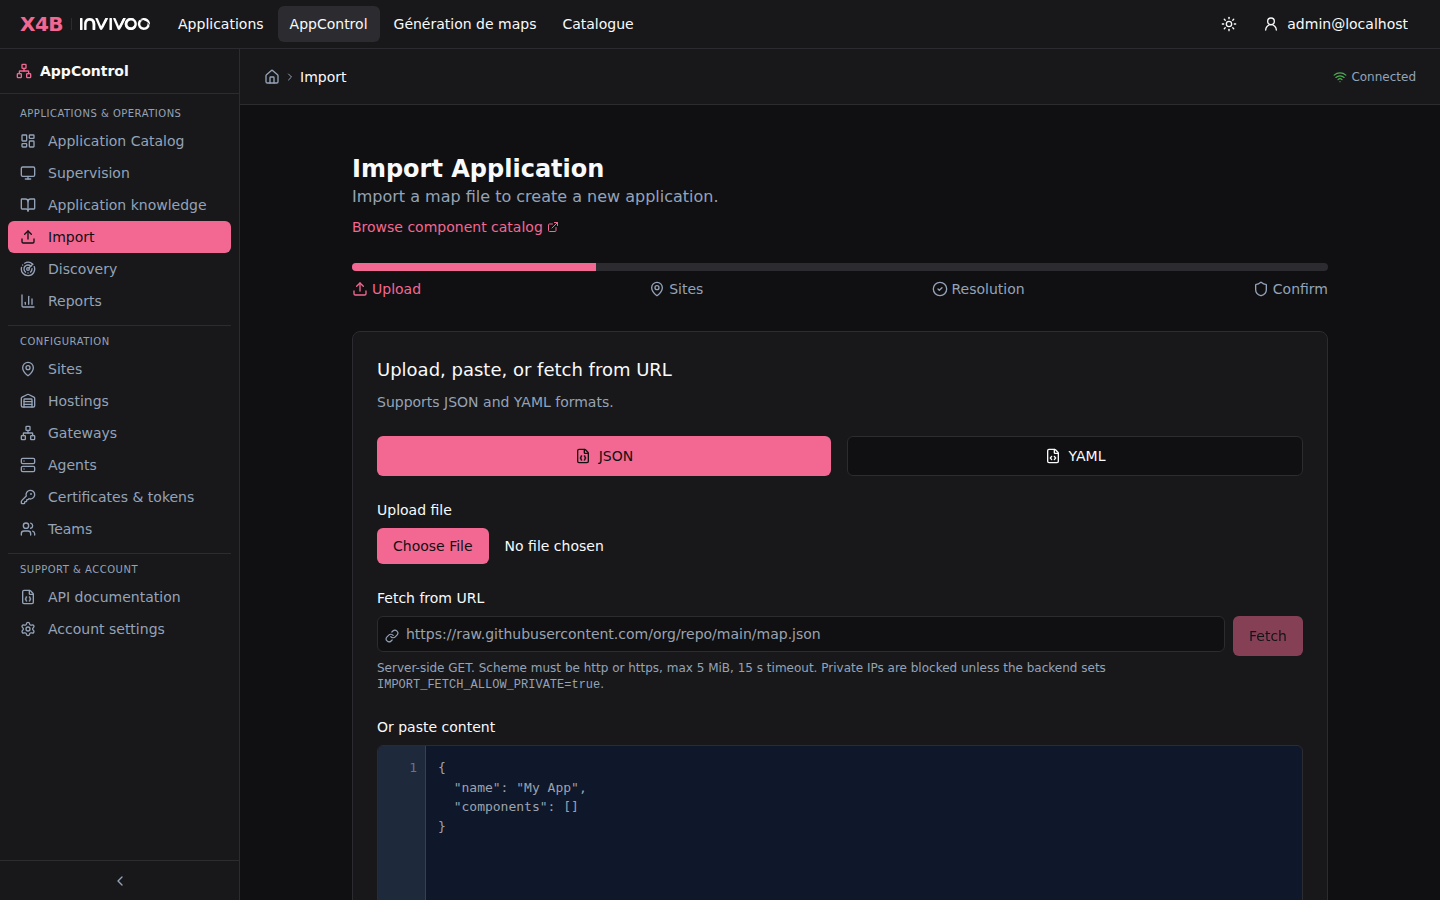 X4B INVIVOO Applications AppControl Génération de maps Catalogue admin@localhost
AppControl
Import
Connected
APPLICATIONS & OPERATIONS
Application Catalog
Supervision
Application knowledge
Import
Discovery
Reports
CONFIGURATION
Sites
Hostings
Gateways
Agents
Certificates & tokens
Teams
SUPPORT & ACCOUNT
API documentation
Account settings
Import Application
Import a map file to create a new application.
Browse component catalog
Upload Sites Resolution Confirm
Upload, paste, or fetch from URL
Supports JSON and YAML formats.
JSON YAML
Upload file
Choose File No file chosen
Fetch from URL
https://raw.githubusercontent.com/org/repo/main/map.json Fetch
Server-side GET. Scheme must be http or https, max 5 MiB, 15 s timeout. Private IPs are blocked unless the backend sets
IMPORT_FETCH_ALLOW_PRIVATE=true.
Or paste content
1 {
"name": "My App",
"components": []
}